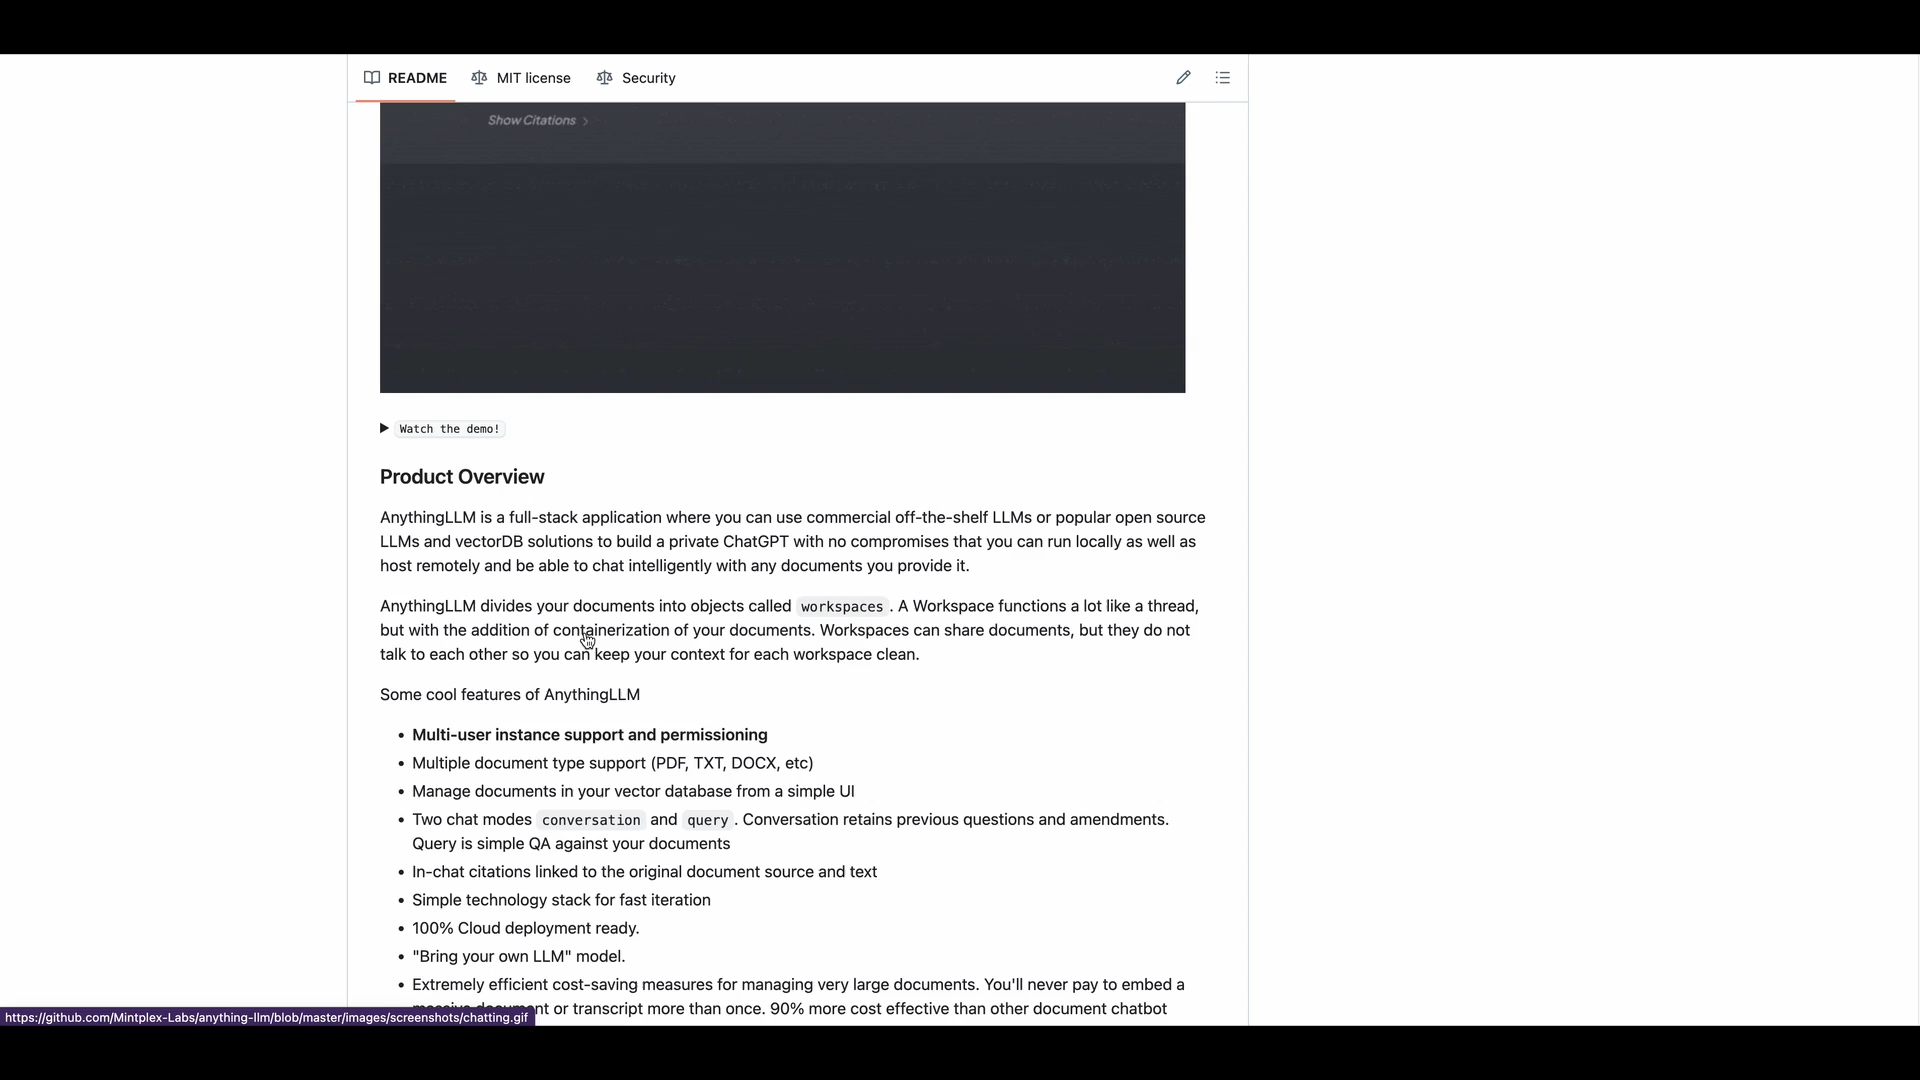 README MIT license Security
Show Citations >
Watch the demo!
Product Overview
AnythingLLM is a full-stack application where you can use commercial off-the-shelf LLMs or popular open source
LLMs and vectorDB solutions to build a private ChatGPT with no compromises that you can run locally as well as
host remotely and be able to chat intelligently with any documents you provide it.
AnythingLLM divides your documents into objects called workspaces. A Workspace functions a lot like a thread,
but with the addition of containerization of your documents. Workspaces can share documents, but they do not
talk to each other so you can keep your context for each workspace clean.
Some cool features of AnythingLLM
• Multi-user instance support and permissioning
• Multiple document type support (PDF, TXT, DOCX, etc)
• Manage documents in your vector database from a simple UI
• Two chat modes conversation and query. Conversation retains previous questions and amendments.
Query is simple QA against your documents
• In-chat citations linked to the original document source and text
• Simple technology stack for fast iteration
• 100% Cloud deployment ready.
• "Bring your own LLM" model.
• Extremely efficient cost-saving measures for managing very large documents. You'll never pay to embed a
or transcript more than once. 90% more cost effective than other document chatbot
https://github.com/Mintplex-Labs/anything-llm/blob/master/images/screenshots/chatting.gif